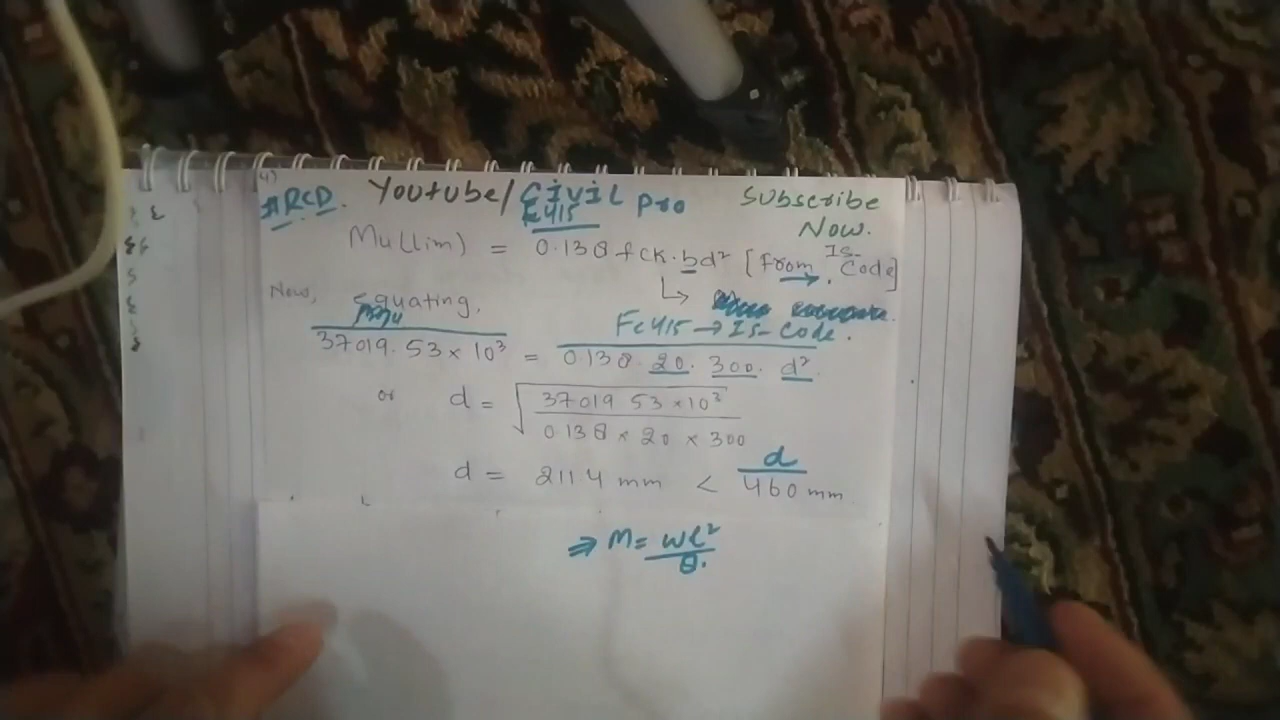 4)
⇒ RCD. Youtube/Civil Pro Subscribe Now.
Fe415
Mu(lim) = 0.138 fck.bd² [from Is. Code]
Now, Equating,
Fe415 → Is-Code.
37019.53 × 10³ = 0.138. 20. 300. d²
or d = √(37019.53 × 10³ / 0.138 × 20 × 300)
d = 211.4 mm < d
460 mm
⇒ M = wl²/8.